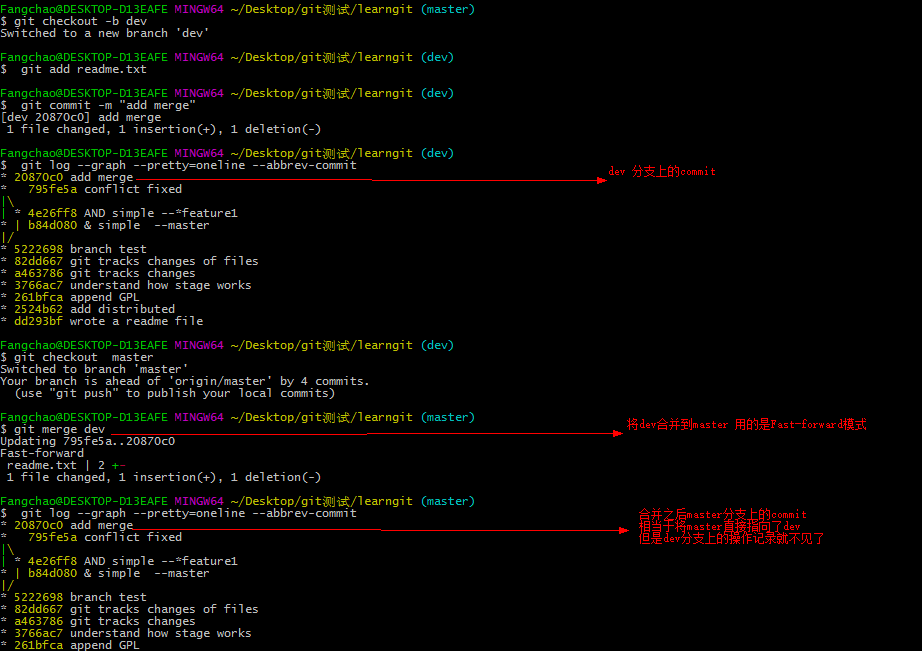 Fangchao@DESKTOP-D13EAFE MINGW64 ~/Desktop/git测试/learngit (master)
$ git checkout -b dev
Switched to a new branch 'dev'
Fangchao@DESKTOP-D13EAFE MINGW64 ~/Desktop/git测试/learngit (dev)
$  git add readme.txt
Fangchao@DESKTOP-D13EAFE MINGW64 ~/Desktop/git测试/learngit (dev)
$  git commit -m "add merge"
[dev 20870c0] add merge
 1 file changed, 1 insertion(+), 1 deletion(-)
Fangchao@DESKTOP-D13EAFE MINGW64 ~/Desktop/git测试/learngit (dev)
$  git log --graph --pretty=oneline --abbrev-commit
* 20870c0 add merge
dev 分支上的commit
*   795fe5a conflict fixed
|\
| * 4e26ff8 AND simple --*feature1
* | b84d080 & simple  --master
|/
* 5222698 branch test
* 82dd667 git tracks changes of files
* a463786 git tracks changes
* 3766ac7 understand how stage works
* 261bfca append GPL
* 2524b62 add distributed
* dd293bf wrote a readme file
Fangchao@DESKTOP-D13EAFE MINGW64 ~/Desktop/git测试/learngit (dev)
$ git checkout  master
Switched to branch 'master'
Your branch is ahead of 'origin/master' by 4 commits.
  (use "git push" to publish your local commits)
Fangchao@DESKTOP-D13EAFE MINGW64 ~/Desktop/git测试/learngit (master)
$ git merge dev
将dev合并到master 用的是Fast-forward模式
Updating 795fe5a..20870c0
Fast-forward
 readme.txt | 2 +-
 1 file changed, 1 insertion(+), 1 deletion(-)
Fangchao@DESKTOP-D13EAFE MINGW64 ~/Desktop/git测试/learngit (master)
$  git log --graph --pretty=oneline --abbrev-commit
* 20870c0 add merge
合并之后master分支上的commit
相当于将master直接指向了dev
但是dev分支上的操作记录就不见了
*   795fe5a conflict fixed
|\
| * 4e26ff8 AND simple --*feature1
* | b84d080 & simple  --master
|/
* 5222698 branch test
* 82dd667 git tracks changes of files
* a463786 git tracks changes
* 3766ac7 understand how stage works
* 261bfca append GPL